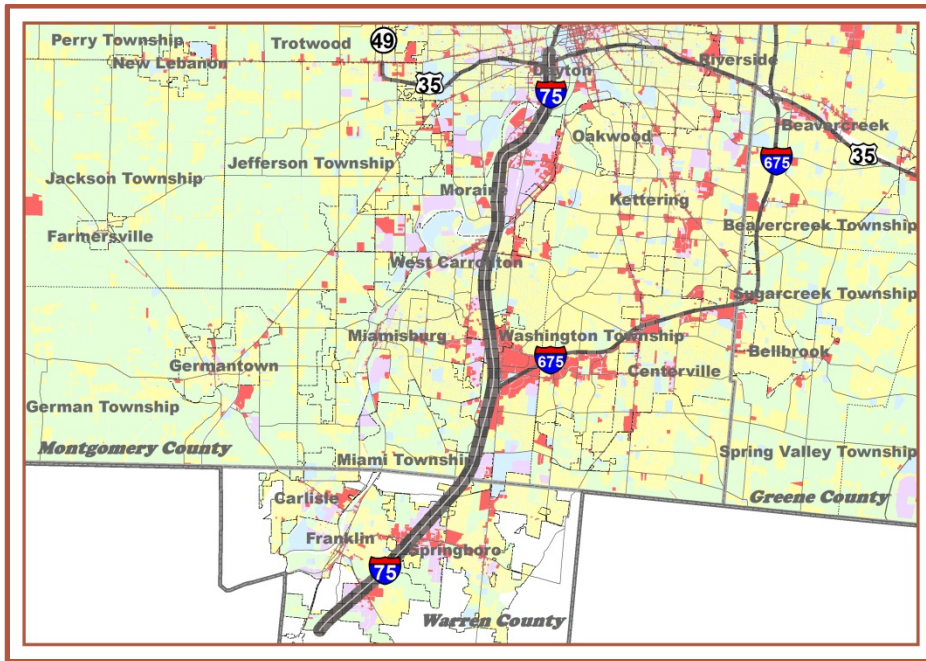 Perry Township
Trotwood
49
New Lebanon
Riverside
Dayton
35
75
Beavercreek
Oakwood
675
35
Jefferson Township
Jackson Township
Moraine
Kettering
Farmersville
Beavercreek Township
West Carrollton
Sugarcreek Township
Miamisburg
Washington Township
Bellbrook
Germantown
675
Centerville
German Township
Montgomery County
Miami Township
Spring Valley Township
Carlisle
Greene County
Franklin
Springboro
75
Warren County